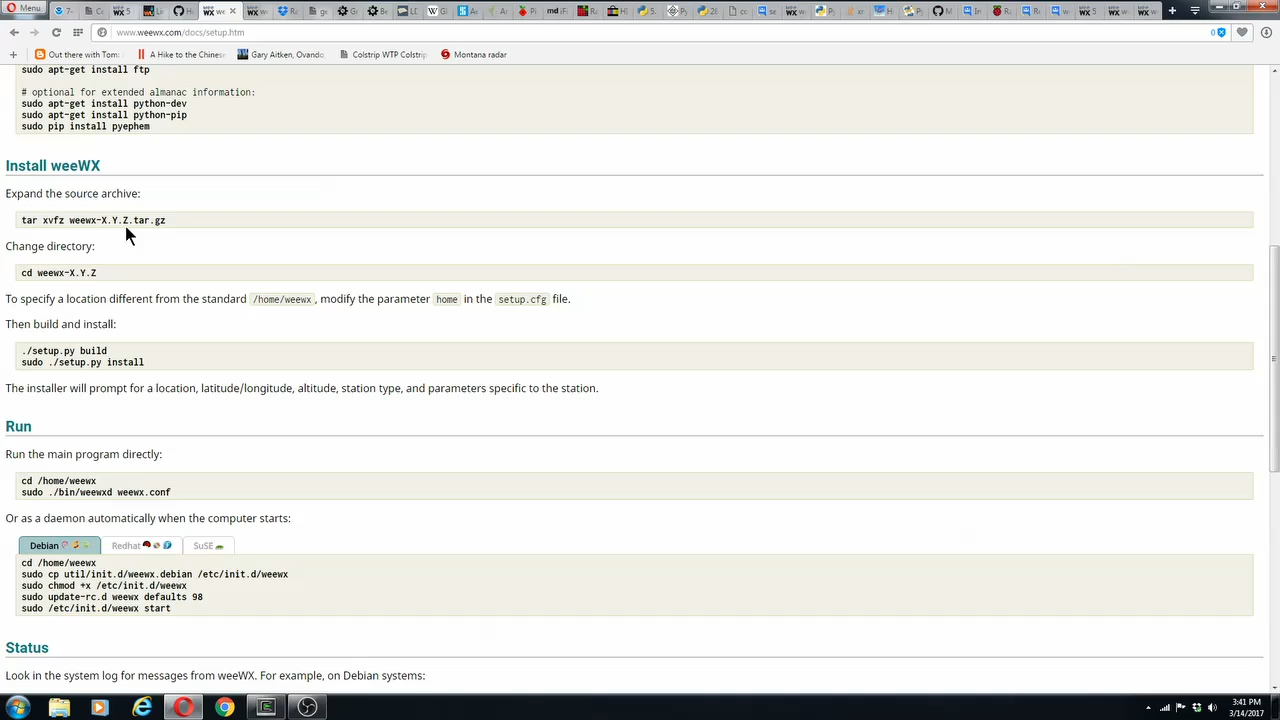 Menu
WX 5
Li
H
we
www.weewx.com/docs/setup.htm
0
Out there with Tom
A Hike to the Chinese
Gary Aitken, Ovando
Colstrip WTP Colstrip
Montana radar
sudo apt-get install ftp
# optional for extended almanac information:
sudo apt-get install python-dev
sudo apt-get install python-pip
sudo pip install pyephem
Install weeWX
Expand the source archive:
tar xvfz weewx-X.Y.Z.tar.gz
Change directory:
cd weewx-X.Y.Z
To specify a location different from the standard /home/weewx, modify the parameter home in the setup.cfg file.
Then build and install:
./setup.py build
sudo ./setup.py install
The installer will prompt for a location, latitude/longitude, altitude, station type, and parameters specific to the station.
Run
Run the main program directly:
cd /home/weewx
sudo ./bin/weewxd weewx.conf
Or as a daemon automatically when the computer starts:
Debian Redhat SuSE
cd /home/weewx
sudo cp util/init.d/weewx.debian /etc/init.d/weewx
sudo chmod +x /etc/init.d/weewx
sudo update-rc.d weewx defaults 98
sudo /etc/init.d/weewx start
Status
Look in the system log for messages from weeWX. For example, on Debian systems:
3:41 PM
3/14/2017